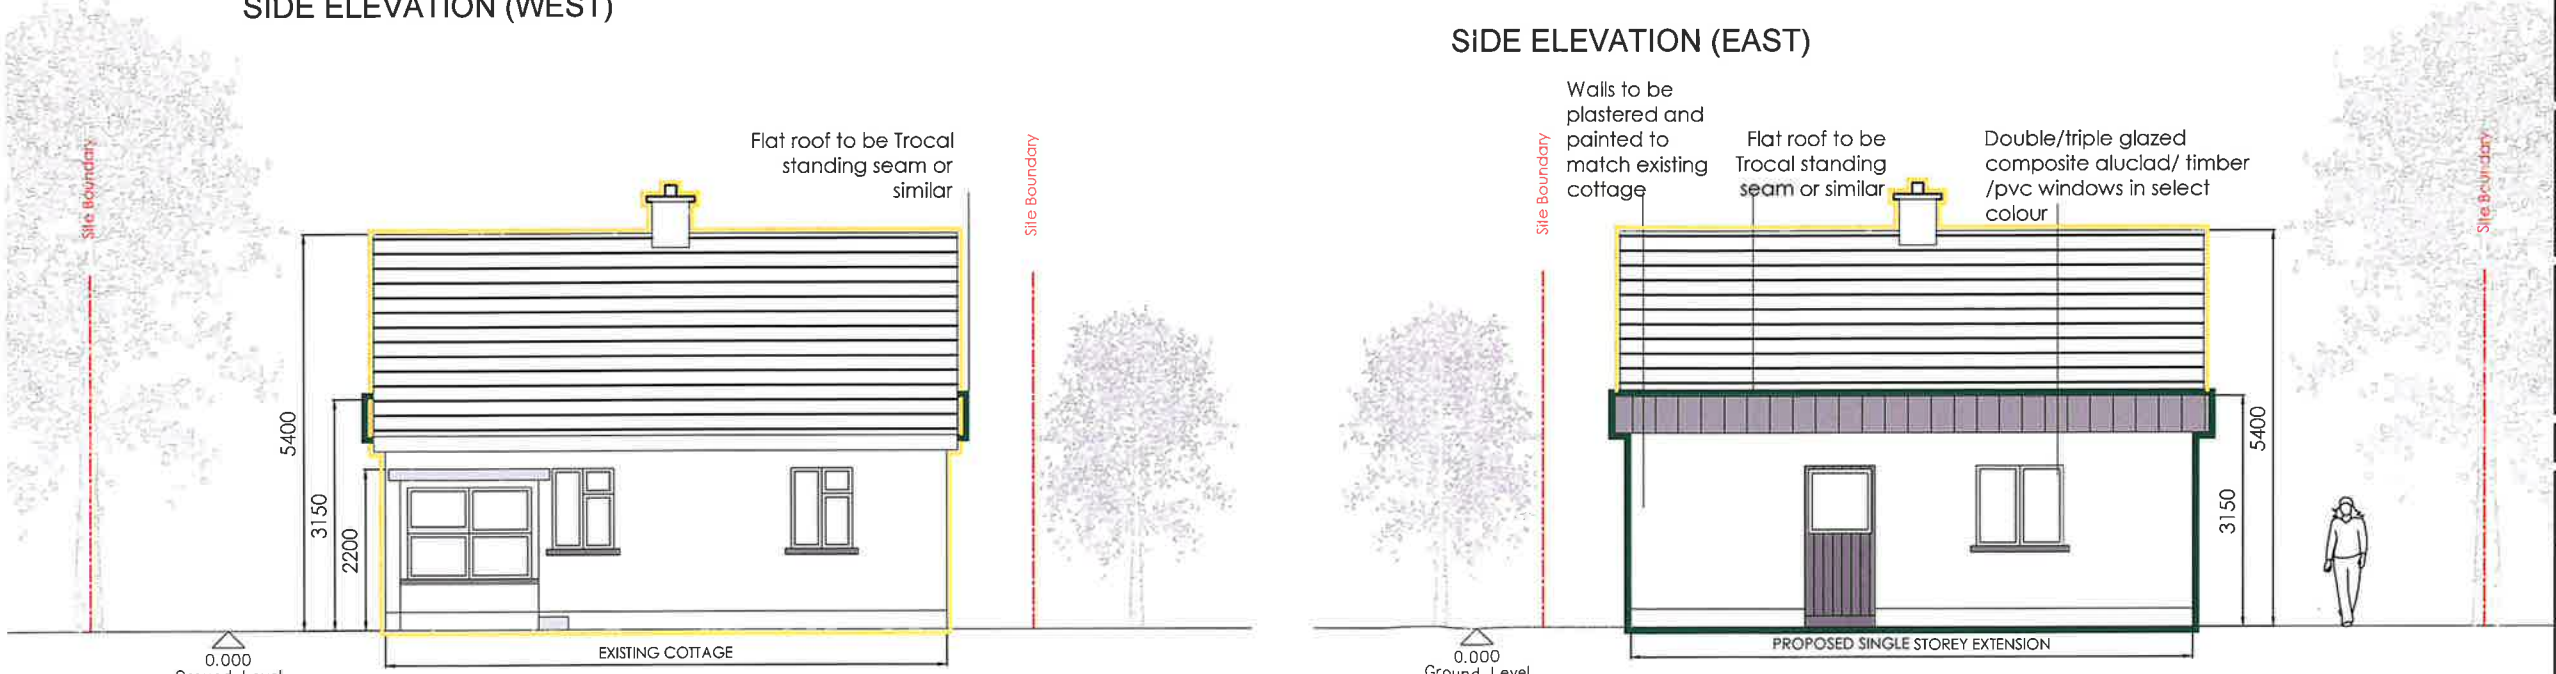 SIDE ELEVATION (WEST)
Site Boundary
Flat roof to be Trocal
standing seam or
similar
Site Boundary
5400
3150
2200
EXISTING COTTAGE
0.000
Ground Level
SIDE ELEVATION (EAST)
Site Boundary
Walls to be
plastered and
painted to
match existing
cottage
Flat roof to be
Trocal standing
seam or similar
Double/triple glazed
composite aluclad/ timber
/pvc windows in select
colour
Site Boundary
5400
3150
PROPOSED SINGLE STOREY EXTENSION
0.000
Ground Level